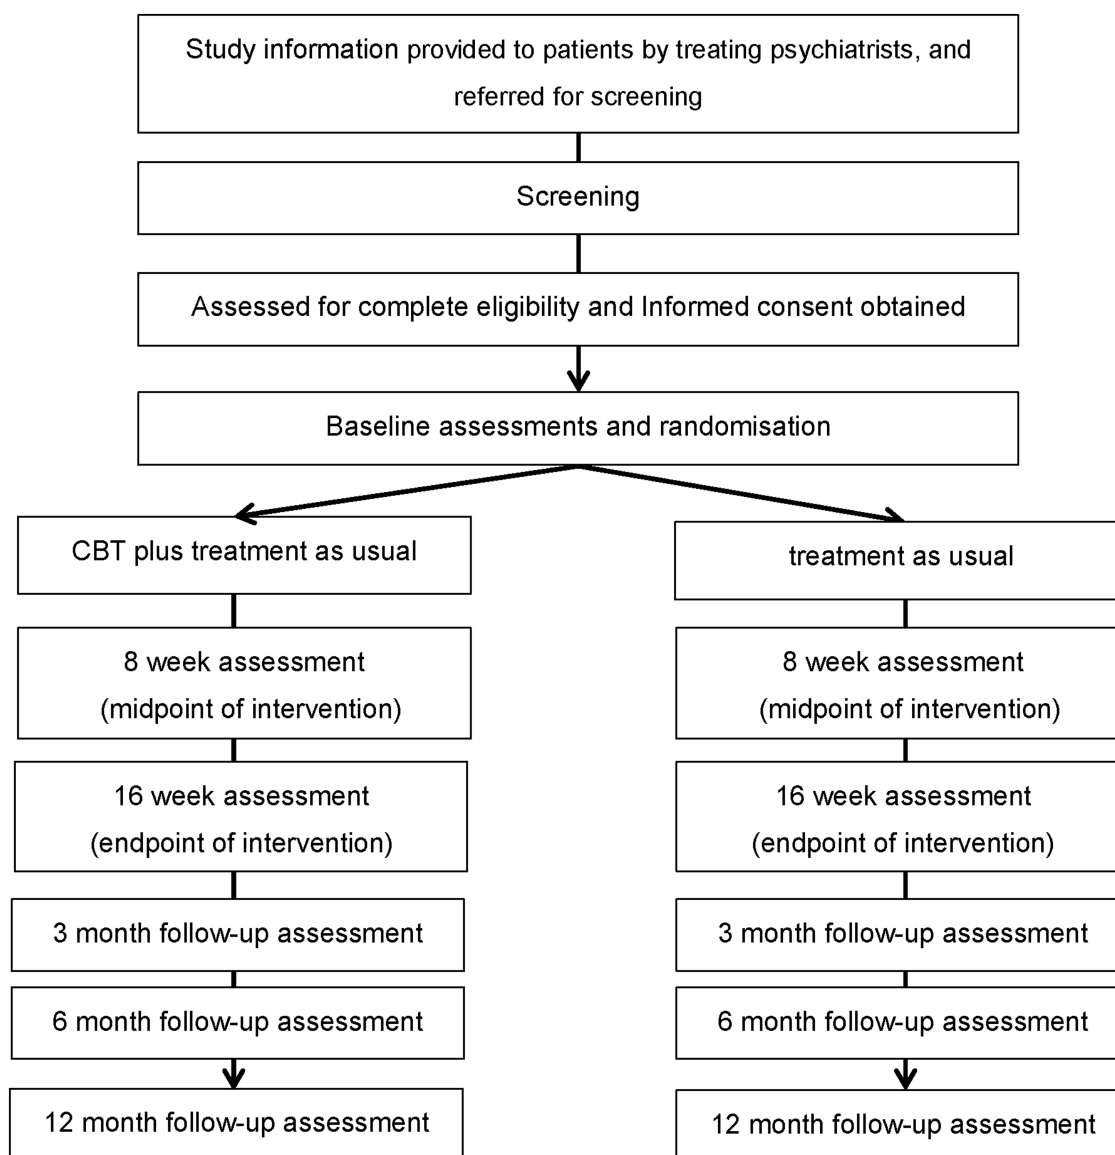 Study information provided to patients by treating psychiatrists, and
referred for screening
Screening
Assessed for complete eligibility and Informed consent obtained
Baseline assessments and randomisation
CBT plus treatment as usual
8 week assessment
(midpoint of intervention)
16 week assessment
(endpoint of intervention)
3 month follow-up assessment
6 month follow-up assessment
12 month follow-up assessment
treatment as usual
8 week assessment
(midpoint of intervention)
16 week assessment
(endpoint of intervention)
3 month follow-up assessment
6 month follow-up assessment
12 month follow-up assessment